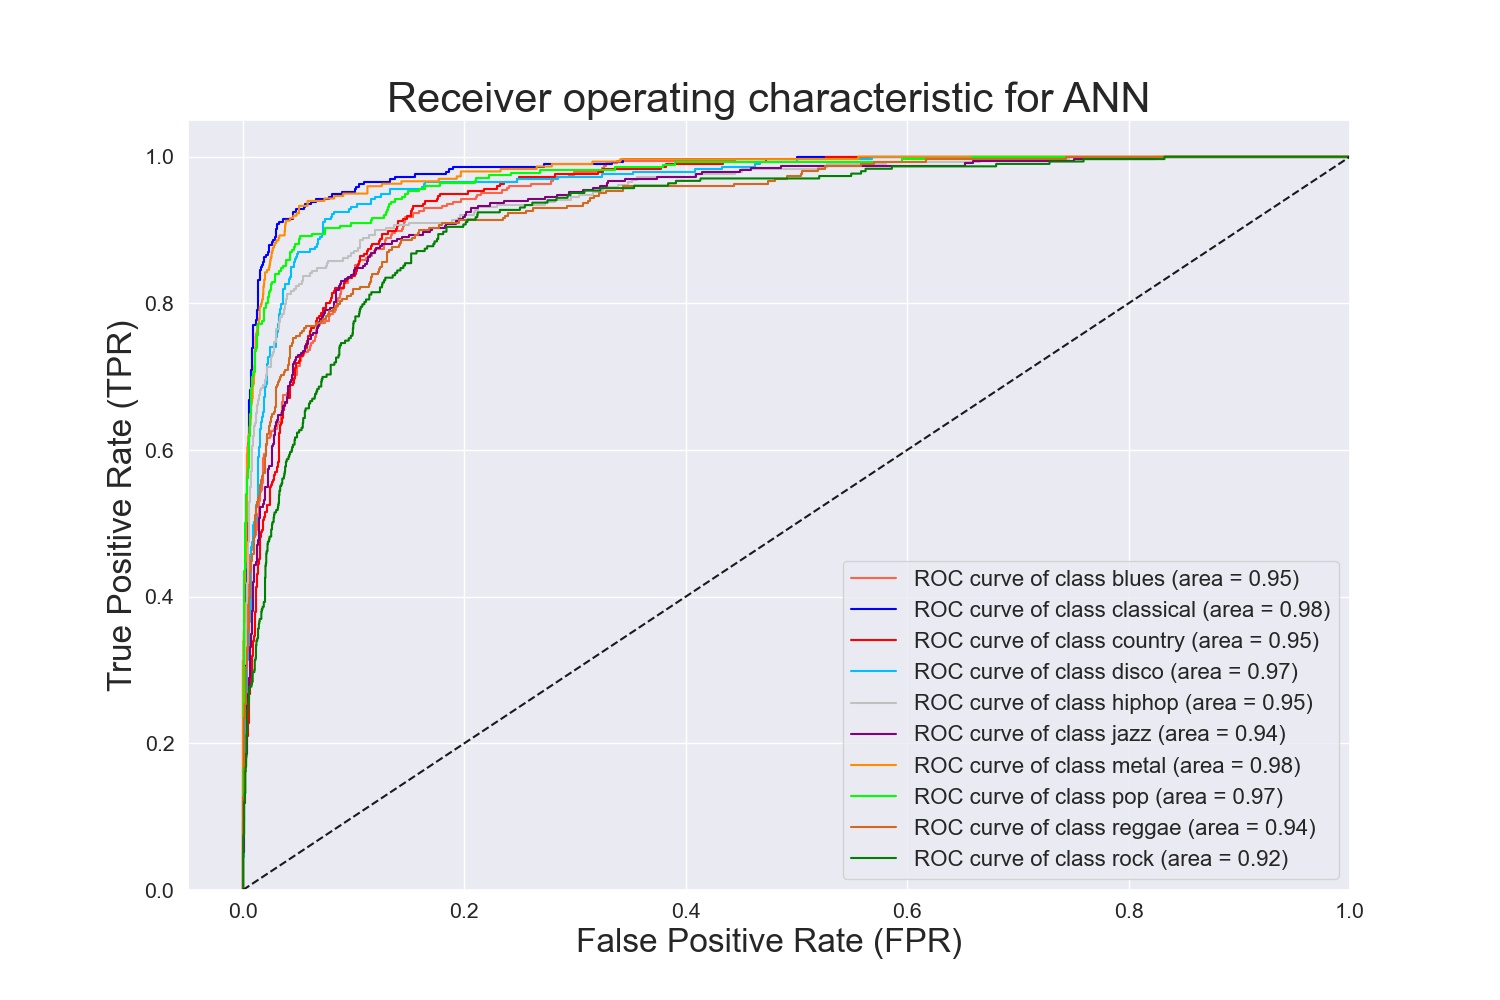 Receiver operating characteristic for ANN
True Positive Rate (TPR)
1.0
0.8
0.6
0.4
0.2
0.0
ROC curve of class blues (area = 0.95)
ROC curve of class classical (area = 0.98)
ROC curve of class country (area = 0.95)
ROC curve of class disco (area = 0.97)
ROC curve of class hiphop (area = 0.95)
ROC curve of class jazz (area = 0.94)
ROC curve of class metal (area = 0.98)
ROC curve of class pop (area = 0.97)
ROC curve of class reggae (area = 0.94)
ROC curve of class rock (area = 0.92)
0.0 0.2 0.4 0.6 0.8 1.0
False Positive Rate (FPR)